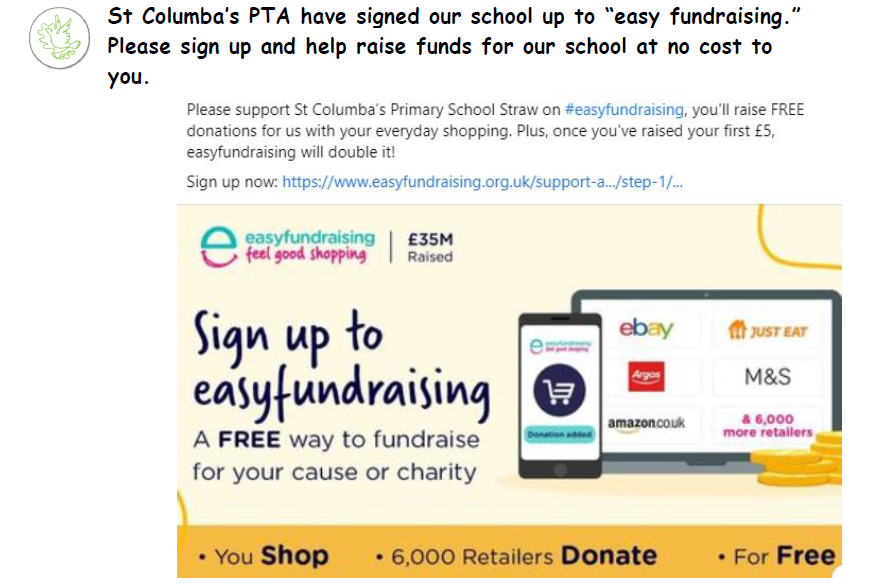 St Columba's PTA have signed our school up to "easy fundraising."
Please sign up and help raise funds for our school at no cost to
you.
Please support St Columba's Primary School Straw on #easyfundraising, you'll raise FREE
donations for us with your everyday shopping. Plus, once you've raised your first £5,
easyfundraising will double it!
Sign up now: https://www.easyfundraising.org.uk/support-a.../step-1/...
easyfundraising
feel good shopping
£35M
Raised
Sign up to
easyfundraising
A FREE way to fundraise
for your cause or charity
easyfundraising
feel good shopping
Donation added
ebay
JUST EAT
Argos
M&S
amazon.co.uk
& 6,000
more retailers
• You Shop • 6,000 Retailers Donate • For Free